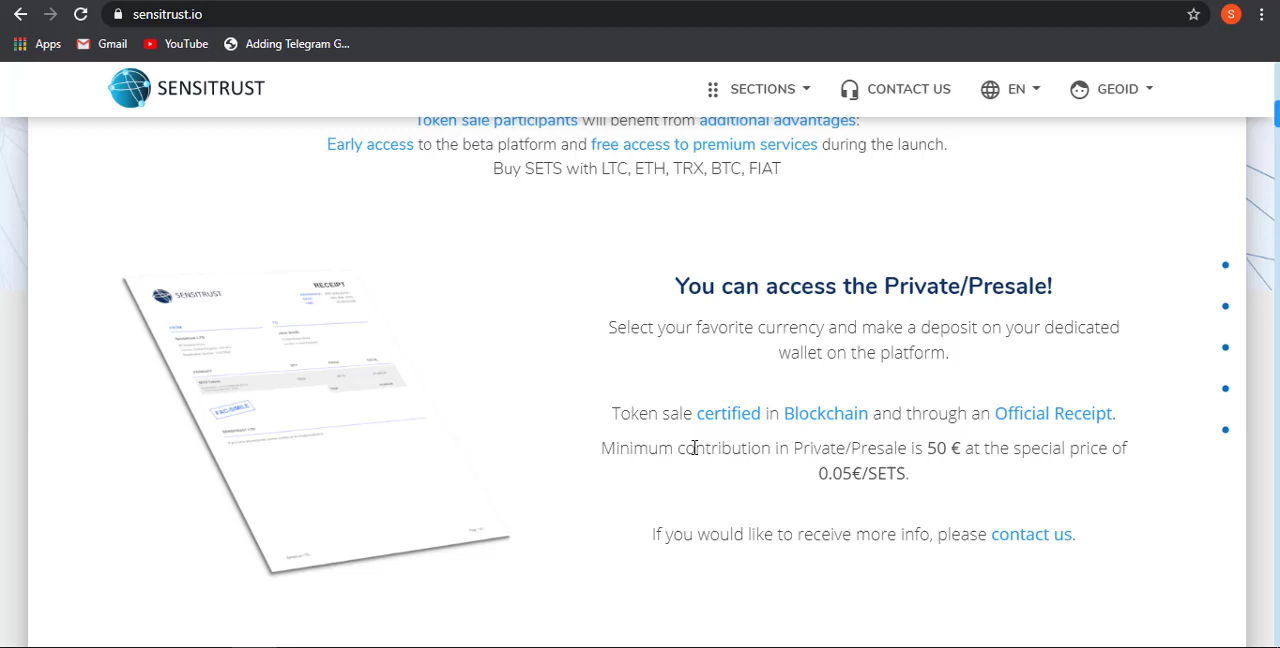 sensitrust.io
S
Apps Gmail YouTube Adding Telegram G...
SENSITRUST SECTIONS CONTACT US EN GEOID
Token sale participants will benefit from additional advantages:
Early access to the beta platform and free access to premium services during the launch.
Buy SETS with LTC, ETH, TRX, BTC, FIAT
SENSITRUST
RECEIPT
You can access the Private/Presale!
Select your favorite currency and make a deposit on your dedicated
wallet on the platform.
FAC-SIMILE
Token sale certified in Blockchain and through an Official Receipt.
Minimum contribution in Private/Presale is 50 € at the special price of
0.05€/SETS.
If you would like to receive more info, please contact us.